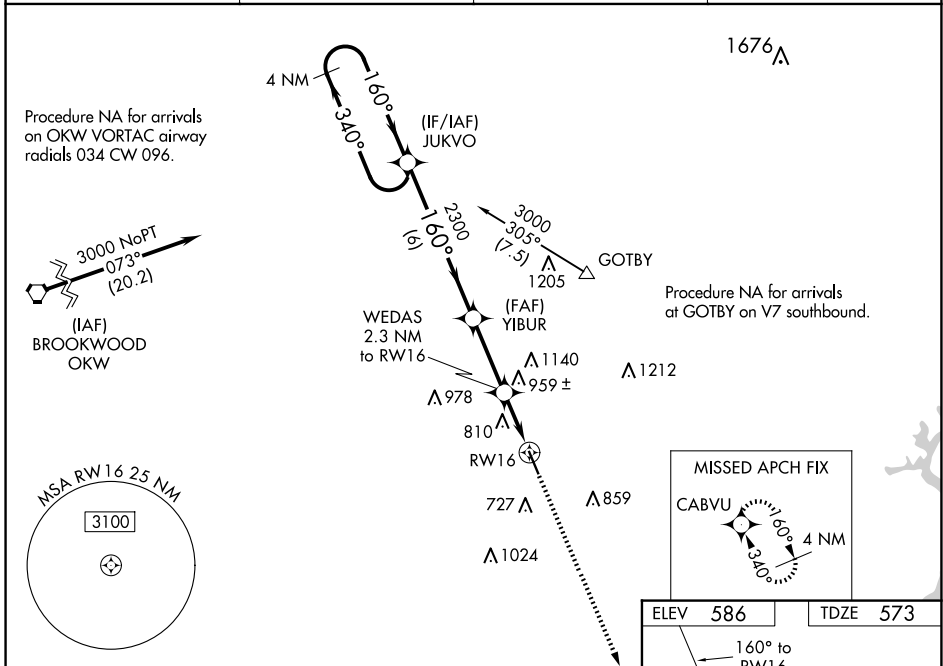 1676
4 NM
160°
340°
(IF/IAF)
JUKVO
Procedure NA for arrivals
on OKW VORTAC airway
radials 034 CW 096.
2300
160°
(6)
3000
305°
(7.5)
GOTBY
1205
3000 NoPT
073°
(20.2)
(IAF)
BROOKWOOD
OKW
Procedure NA for arrivals
at GOTBY on V7 southbound.
(FAF)
YIBUR
WEDAS
2.3 NM
to RW16
1140
959 ±
1212
978
810
RW16
727
859
1024
MSA RW16 25 NM
3100
MISSED APCH FIX
CABVU
160°
340°
4 NM
ELEV 586
TDZE 573
160° to
RW16